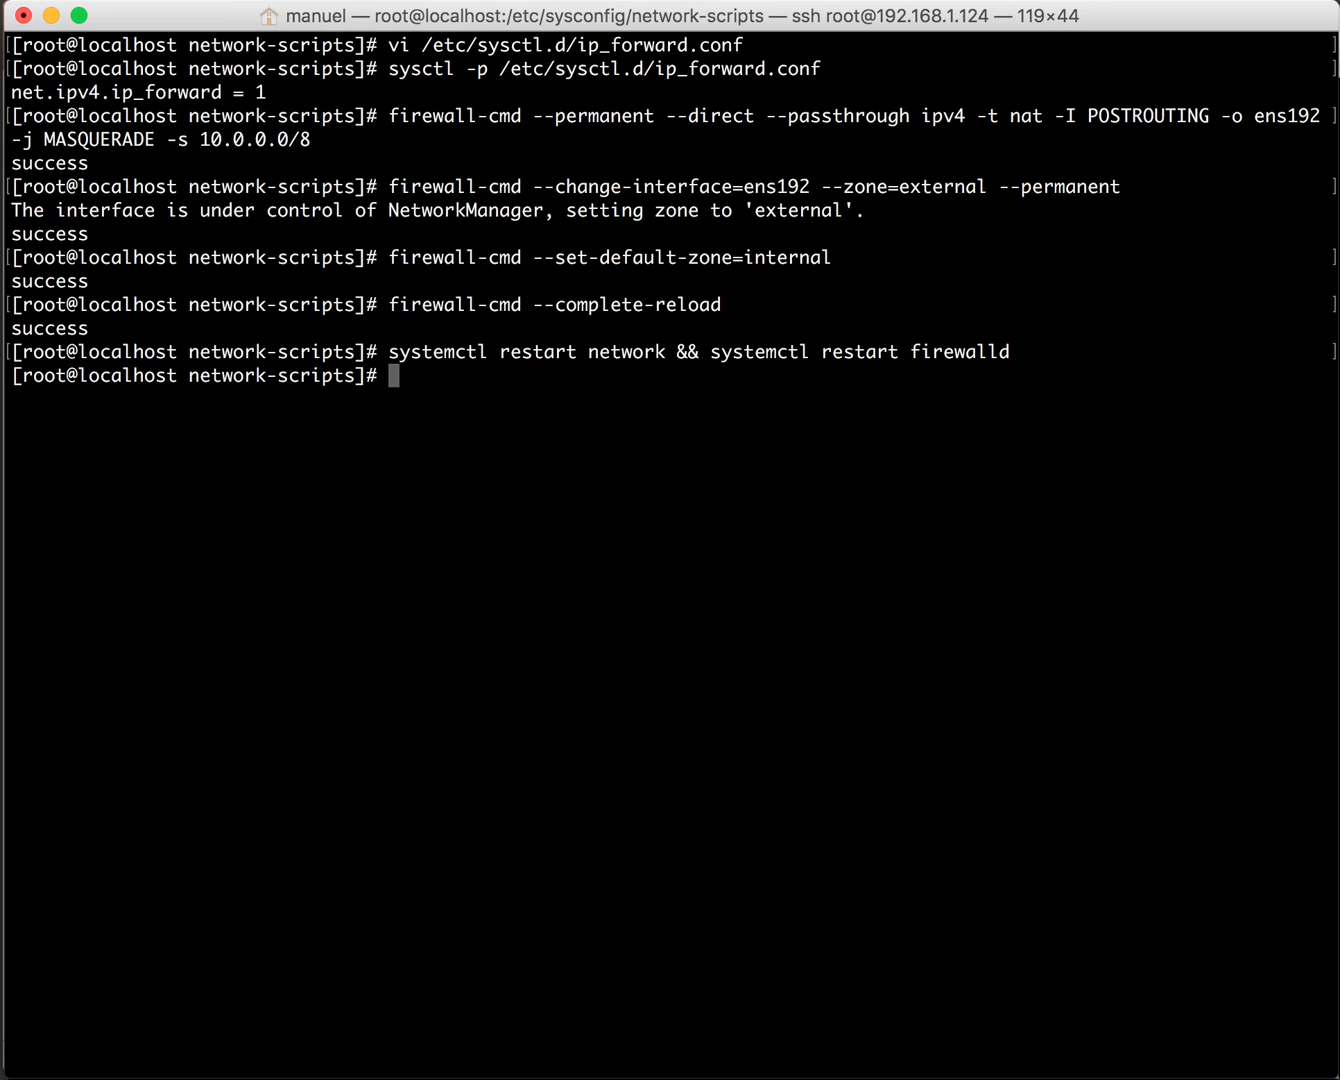 manuel — root@localhost:/etc/sysconfig/network-scripts — ssh root@192.168.1.124 — 119×44
[[root@localhost network-scripts]# vi /etc/sysctl.d/ip_forward.conf ]
[[root@localhost network-scripts]# sysctl -p /etc/sysctl.d/ip_forward.conf ]
net.ipv4.ip_forward = 1
[[root@localhost network-scripts]# firewall-cmd --permanent --direct --passthrough ipv4 -t nat -I POSTROUTING -o ens192 ]
-j MASQUERADE -s 10.0.0.0/8
success
[[root@localhost network-scripts]# firewall-cmd --change-interface=ens192 --zone=external --permanent ]
The interface is under control of NetworkManager, setting zone to 'external'.
success
[[root@localhost network-scripts]# firewall-cmd --set-default-zone=internal ]
success
[[root@localhost network-scripts]# firewall-cmd --complete-reload ]
success
[[root@localhost network-scripts]# systemctl restart network && systemctl restart firewalld ]
[root@localhost network-scripts]#